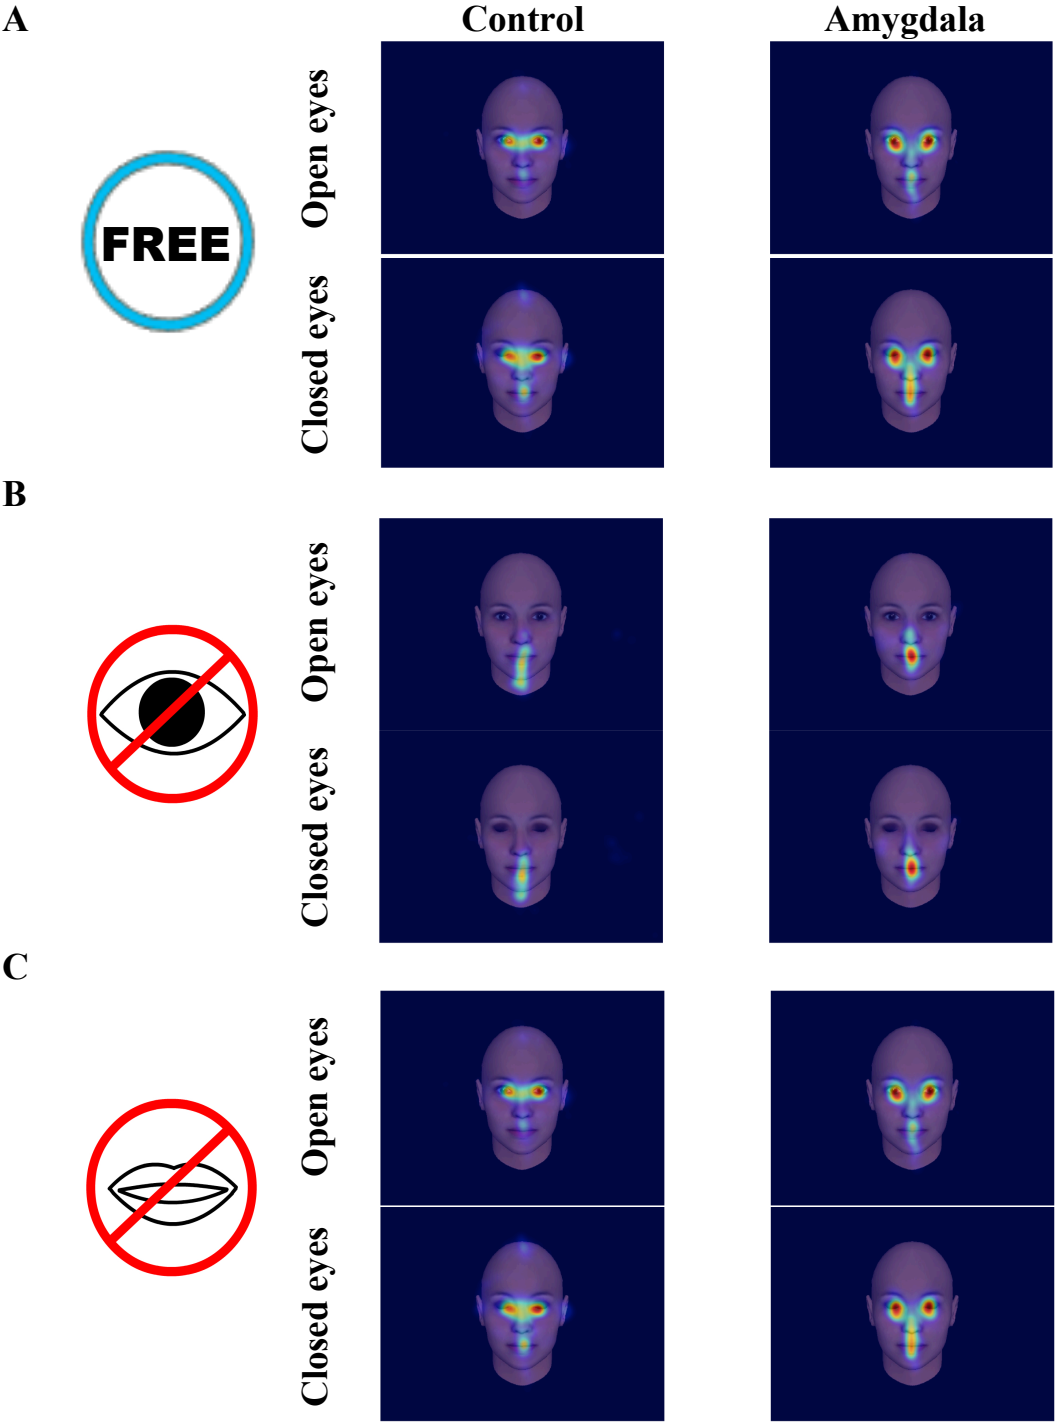 A
Control
Amygdala
Open eyes
FREE
Closed eyes
B
Open eyes
Closed eyes
C
Open eyes
Closed eyes